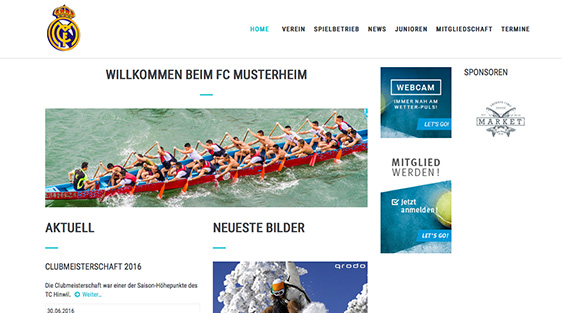 HOME VEREIN SPIELBETRIEB NEWS JUNIOREN MITGLIEDSCHAFT TERMINE
WILLKOMMEN BEIM FC MUSTERHEIM
AKTUELL
CLUBMEISTERSCHAFT 2016
Die Clubmeisterschaft war einer der Saison-Höhepunkte des
TC Hinwil. Weiter...
30.06.2016
NEUESTE BILDER
qrodo
WEBCAM
IMMER NAH AM
WETTER-PULS!
LET'S GO!
MITGLIED
WERDEN!
Jetzt
anmelden!
LET'S GO!
SPONSOREN
MARKET